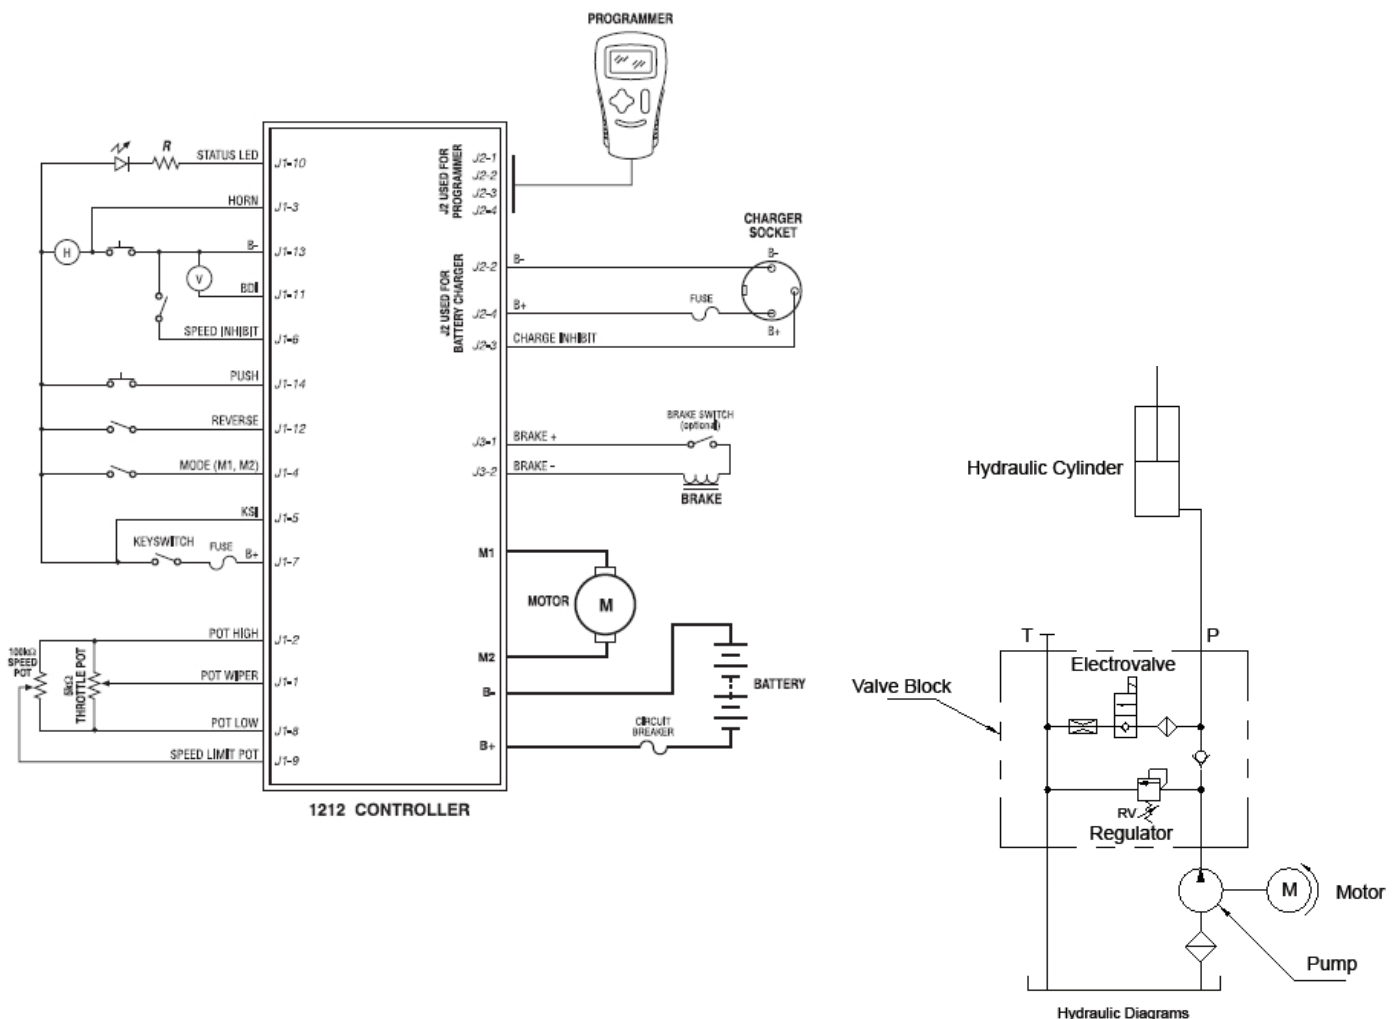 PROGRAMMER
R
STATUS LED
J1-10
HORN
J1-3
H
B-
J1-13
V
BDI
J1-11
SPEED INHIBIT
J1-6
PUSH
J1-14
REVERSE
J1-12
MODE (M1, M2)
J1-4
KSI
J1-5
KEYSWITCH
FUSE
B+
J1-7
POT HIGH
J1-2
100kΩ
SPEED
POT
5kΩ
THROTTLE POT
POT WIPER
J1-1
POT LOW
J1-8
SPEED LIMIT POT
J1-9
1212 CONTROLLER
J2 USED FOR
PROGRAMMER
J2-1
J2-2
J2-3
J2-4
J2 USED FOR
BATTERY CHARGER
J2-2
B-
J2-4
B+
FUSE
J2-3
CHARGE INHIBIT
CHARGER
SOCKET
B-
B+
BRAKE SWITCH
(optional)
J3-1
BRAKE +
J3-2
BRAKE -
BRAKE
M1
MOTOR
M
M2
B-
BATTERY
CIRCUIT
BREAKER
B+
Hydraulic Cylinder
T
P
Electrovalve
Valve Block
RV
Regulator
M
Motor
Pump
Hydraulic Diagrams